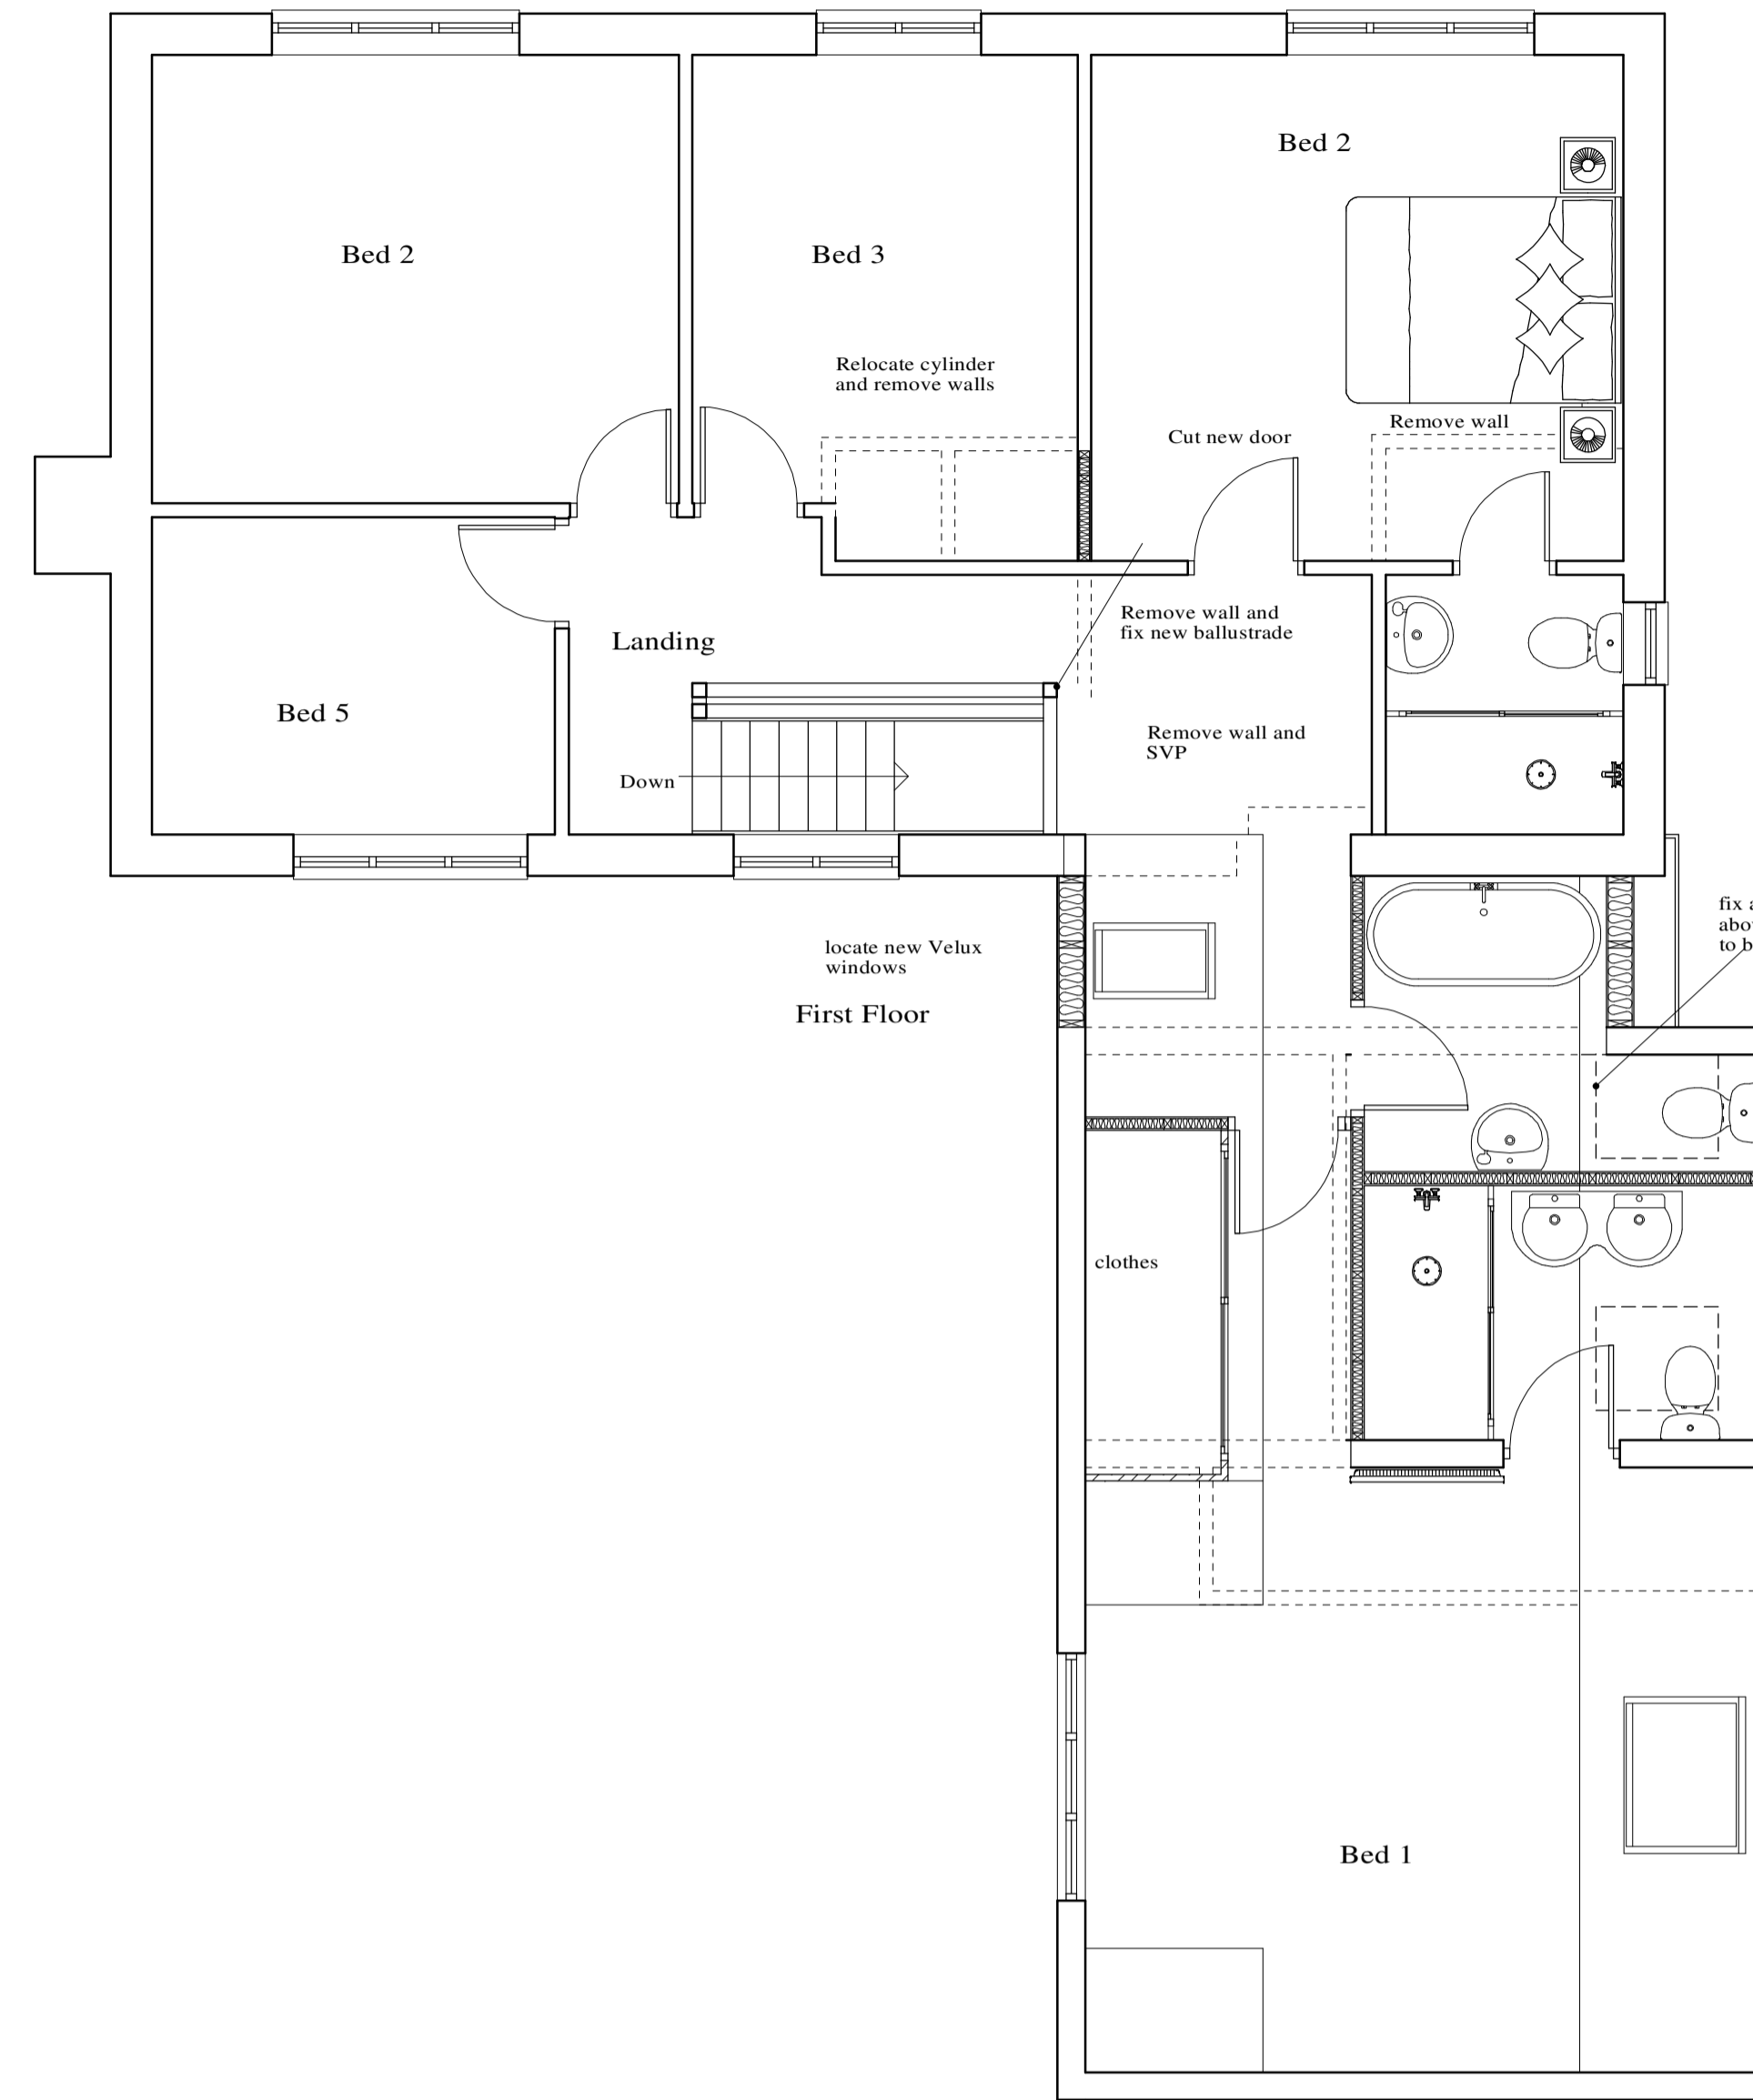 Bed 2
Bed 2
Bed 3
Relocate cylinder
and remove walls
Cut new door
Remove wall
Remove wall and
fix new ballustrade
Landing
Bed 5
Remove wall and
SVP
Down
fix
locate new Velux
windows
to b
First Floor
clothes
Bed 1